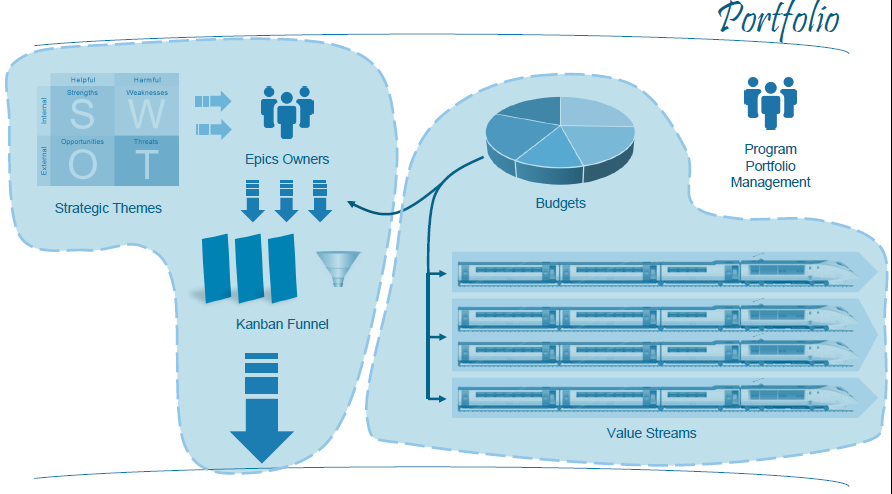 Portfolio
Helpful
Harmful
Internal
Strengths
S
Weaknesses
W
External
Opportunities
O
Threats
T
Strategic Themes
Epics Owners
Kanban Funnel
Budgets
Program
Portfolio
Management
Value Streams